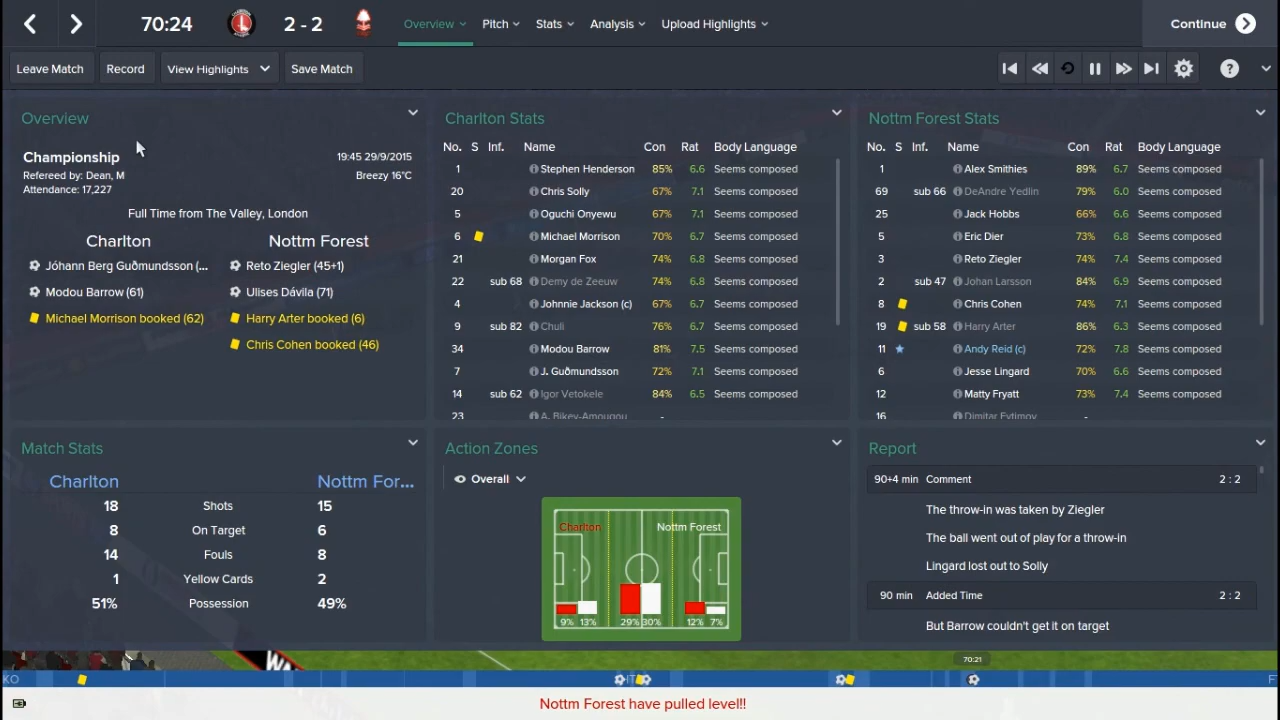 70:24 2 - 2 Overview Pitch Stats Analysis Upload Highlights Continue
Leave Match Record View Highlights Save Match ?
Overview
Championship 19:45 29/9/2015
Refereed by: Dean, M Breezy 16°C
Attendance: 17,227
Full Time from The Valley, London
Charlton Nottm Forest
Jóhann Berg Guðmundsson (... Reto Ziegler (45+1)
Modou Barrow (61) Ulises Dávila (71)
Michael Morrison booked (62) Harry Arter booked (6)
Chris Cohen booked (46)
Charlton Stats
No. S Inf. Name Con Rat Body Language
1 Stephen Henderson 85% 6.6 Seems composed
20 Chris Solly 67% 7.1 Seems composed
5 Oguchi Onyewu 67% 7.1 Seems composed
6 Michael Morrison 70% 6.7 Seems composed
21 Morgan Fox 74% 6.8 Seems composed
22 sub 68 Demy de Zeeuw 74% 6.8 Seems composed
4 Johnnie Jackson (c) 67% 6.7 Seems composed
9 sub 82 Chuli 76% 6.7 Seems composed
34 Modou Barrow 81% 7.5 Seems composed
7 J. Guðmundsson 72% 7.1 Seems composed
14 sub 62 Igor Vetokele 84% 6.5 Seems composed
23 A. Bikey-Amougou -
Nottm Forest Stats
No. S Inf. Name Con Rat Body Language
1 Alex Smithies 89% 6.7 Seems composed
69 sub 66 DeAndre Yedlin 79% 6.0 Seems composed
25 Jack Hobbs 66% 6.6 Seems composed
5 Eric Dier 73% 6.8 Seems composed
3 Reto Ziegler 74% 7.4 Seems composed
2 sub 47 Johan Larsson 84% 6.9 Seems composed
8 Chris Cohen 74% 7.1 Seems composed
19 sub 58 Harry Arter 86% 6.3 Seems composed
11 Andy Reid (c) 72% 7.8 Seems composed
6 Jesse Lingard 70% 6.6 Seems composed
12 Matty Fryatt 73% 7.4 Seems composed
16 Dimitar Evtimov -
Match Stats
Charlton Nottm For...
18 Shots 15
8 On Target 6
14 Fouls 8
1 Yellow Cards 2
51% Possession 49%
Action Zones
Overall
Charlton Nottm Forest
9% 13% 29% 30% 12% 7%
Report
90+4 min Comment 2 : 2
The throw-in was taken by Ziegler
The ball went out of play for a throw-in
Lingard lost out to Solly
90 min Added Time 2 : 2
But Barrow couldn't get it on target
70:21
KO
Nottm Forest have pulled level!!